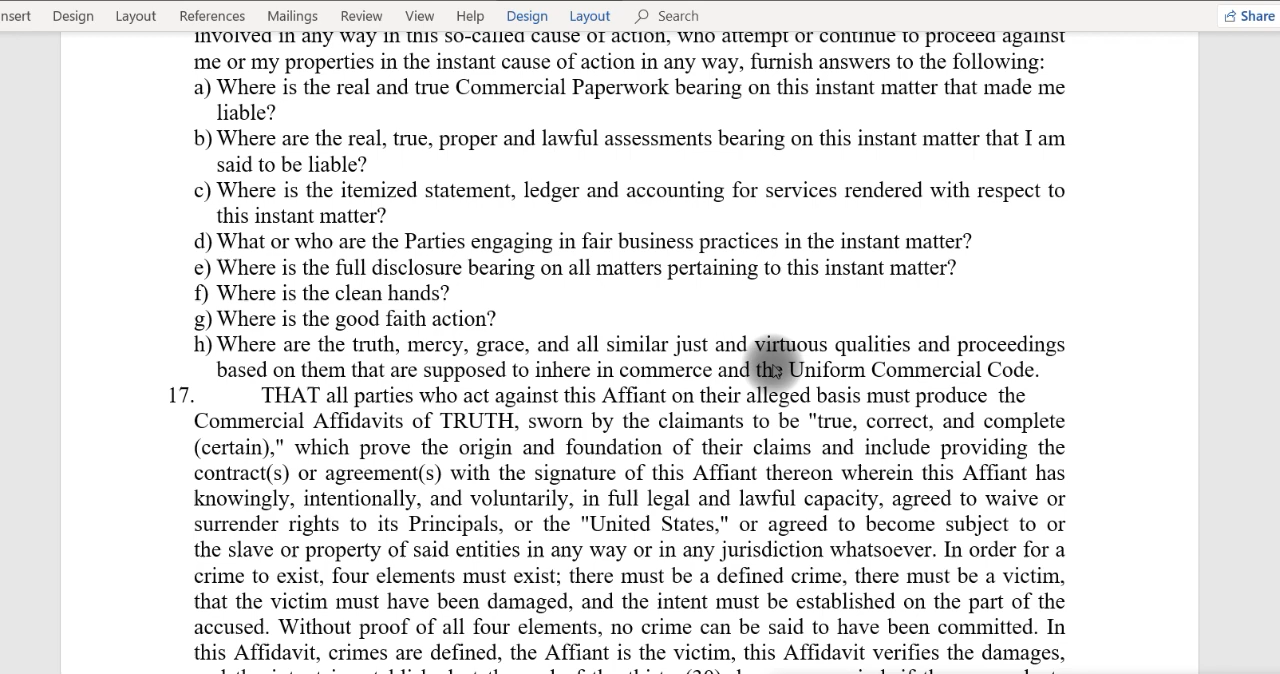 nsert Design Layout References Mailings Review View Help Design Layout Search Share
involved in any way in this so-called cause of action, who attempt or continue to proceed against
me or my properties in the instant cause of action in any way, furnish answers to the following:
a) Where is the real and true Commercial Paperwork bearing on this instant matter that made me
liable?
b) Where are the real, true, proper and lawful assessments bearing on this instant matter that I am
said to be liable?
c) Where is the itemized statement, ledger and accounting for services rendered with respect to
this instant matter?
d) What or who are the Parties engaging in fair business practices in the instant matter?
e) Where is the full disclosure bearing on all matters pertaining to this instant matter?
f) Where is the clean hands?
g) Where is the good faith action?
h) Where are the truth, mercy, grace, and all similar just and virtuous qualities and proceedings
based on them that are supposed to inhere in commerce and the Uniform Commercial Code.
17. THAT all parties who act against this Affiant on their alleged basis must produce the
Commercial Affidavits of TRUTH, sworn by the claimants to be "true, correct, and complete
(certain)," which prove the origin and foundation of their claims and include providing the
contract(s) or agreement(s) with the signature of this Affiant thereon wherein this Affiant has
knowingly, intentionally, and voluntarily, in full legal and lawful capacity, agreed to waive or
surrender rights to its Principals, or the "United States," or agreed to become subject to or
the slave or property of said entities in any way or in any jurisdiction whatsoever. In order for a
crime to exist, four elements must exist; there must be a defined crime, there must be a victim,
that the victim must have been damaged, and the intent must be established on the part of the
accused. Without proof of all four elements, no crime can be said to have been committed. In
this Affidavit, crimes are defined, the Affiant is the victim, this Affidavit verifies the damages,